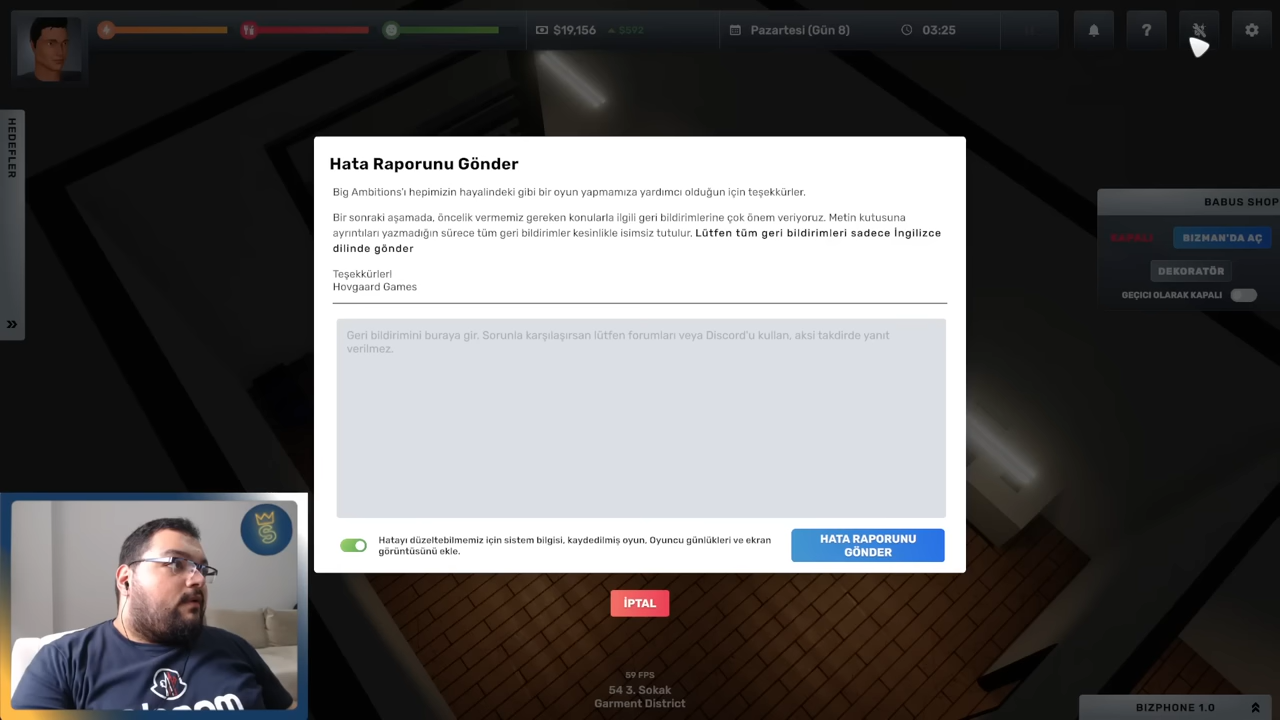 $19,156
5592
Pazartesi (Gün 8)
03:25
?
HEDEFLER
Hata Raporunu Gönder
Big Ambitions'ı hepimizin hayalindeki gibi bir oyun yapmamıza yardımcı olduğun için teşekkürler.
Bir sonraki aşamada, öncelik vermemiz gereken konularla ilgili geri bildirimlerine çok önem veriyoruz. Metin kutusuna
ayrıntıları yazmadığın sürece tüm geri bildirimler kesinlikle isimsiz tutulur. Lütfen tüm geri bildirimleri sadece İngilizce
dilinde gönder
Teşekkürler!
Hovgaard Games
Geri bildirimini buraya gir. Sorunla karşılaşırsan lütfen forumları veya Discord'u kullan, aksi takdirde yanıt
verilmez.
Hatayı düzeltebilmemiz için sistem bilgisi, kaydedilmiş oyun, Oyuncu günlükleri ve ekran
görüntüsünü ekle.
HATA RAPORUNU
GÖNDER
İPTAL
BABUS SHOP
KAPALI
BIZMAN'DA AÇ
DEKORATÖR
GEÇICI OLARAK KAPALI
59 FPS
54 3. Sokak
Garment District
BIZPHONE 1.0